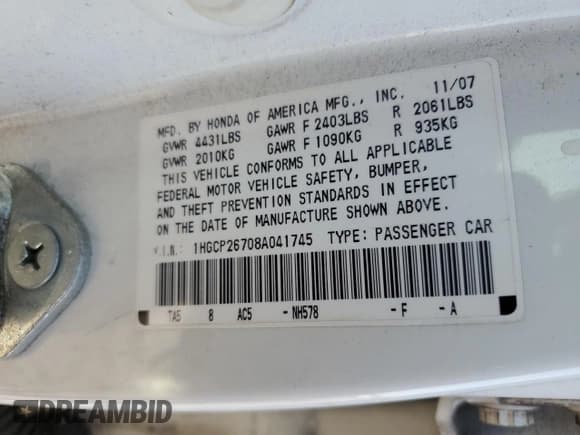 11/07
MFD. BY HONDA OF AMERICA MFG., INC.
GVWR 4431LBS GAWR F 2403LBS R 2061LBS
GVWR 2010KG GAWR F 1090KG R 935KG
THIS VEHICLE CONFORMS TO ALL APPLICABLE
FEDERAL MOTOR VEHICLE SAFETY, BUMPER,
AND THEFT PREVENTION STANDARDS IN EFFECT
ON THE DATE OF MANUFACTURE SHOWN ABOVE.
V.I.N.: 1HGCP26708A041745 TYPE: PASSENGER CAR
TA5 8 AC5 -NH578 -F -A
DREAMBID